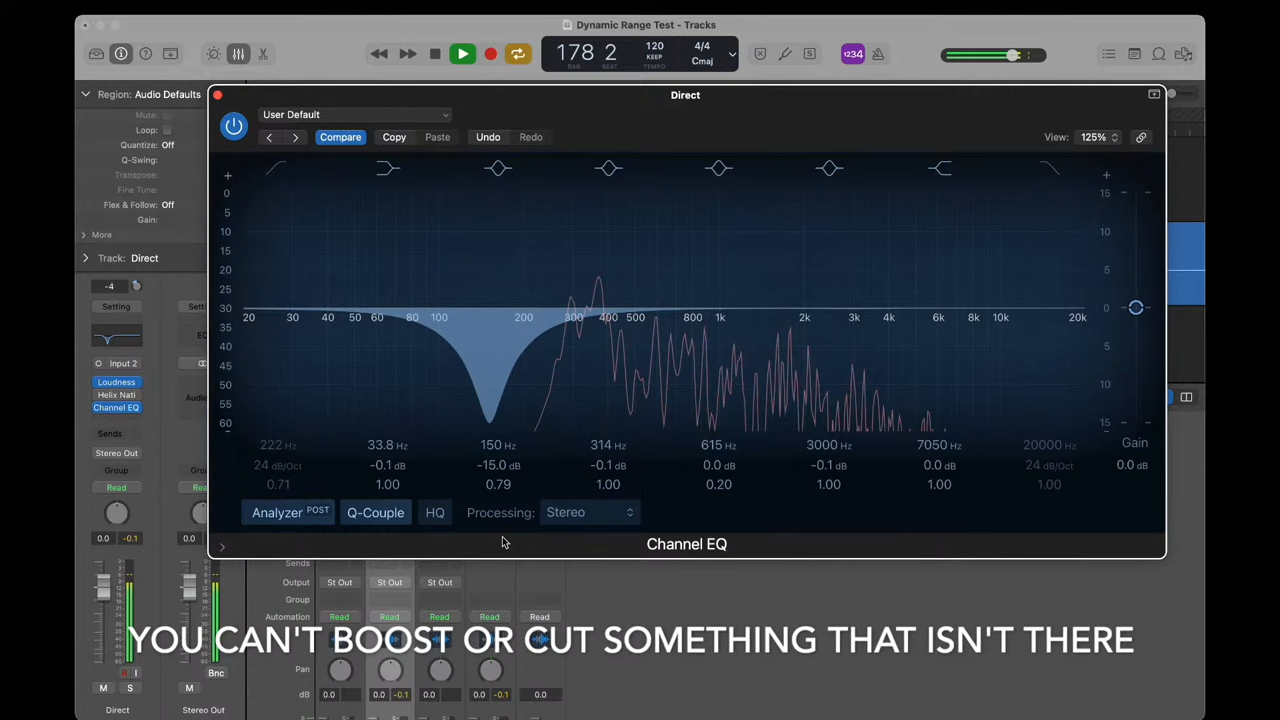 Dynamic Range Test - Tracks
178 2
BAR BEAT
120
TEMPO
4/4
Cmaj
1234
Region: Audio Defaults
Mute:
Loop:
Quantize: Off
Q-Swing:
Transpose:
Fine Tune:
Flex & Follow: Off
Gain:
More
Track: Direct
-4
Setting
Input 2
Loudness
Helix Nati
Channel EQ
Sends
Stereo Out
Group
Read
0.0 -0.1
0.0
M S
Bnc
M
Direct
Stereo Out
Direct
User Default
Compare Copy Paste Undo Redo
View: 125%
+ +
0 15
5
10 10
15
20 5
30 0
20 30 40 50 60 80 100 200 300 400 500 800 1k 2k 3k 4k 6k 8k 10k 20k
35
40
45 5
50 10
55
60 15
222 Hz 33.8 Hz 150 Hz 314 Hz 615 Hz 3000 Hz 7050 Hz 20000 Hz Gain
24 dB/Oct -0.1 dB -15.0 dB -0.1 dB 0.0 dB -0.1 dB 0.0 dB 24 dB/Oct 0.0 dB
0.71 1.00 0.79 1.00 0.20 1.00 1.00 1.00
Analyzer POST Q-Couple HQ Processing: Stereo
Channel EQ
Sends
Output St Out St Out St Out
Group
Automation Read Read Read Read Read
YOU CAN'T BOOST OR CUT SOMETHING THAT ISN'T THERE
Pan
dB 0.0 0.0 -0.1 0.0 0.0 -0.1 0.0